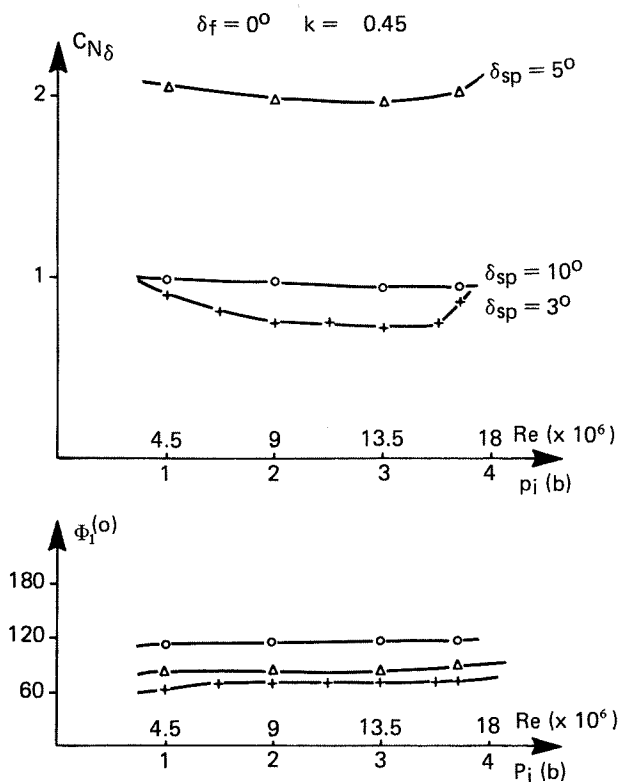 δf = 0° k = 0.45
CNδ
2
δsp = 5°
1
δsp = 10°
δsp = 3°
4.5 9 13.5 18 Re (x 10⁶)
1 2 3 4 pi (b)
Φ1(o)
180
120
60
4.5 9 13.5 18 Re (x 10⁶)
1 2 3 4 Pi (b)